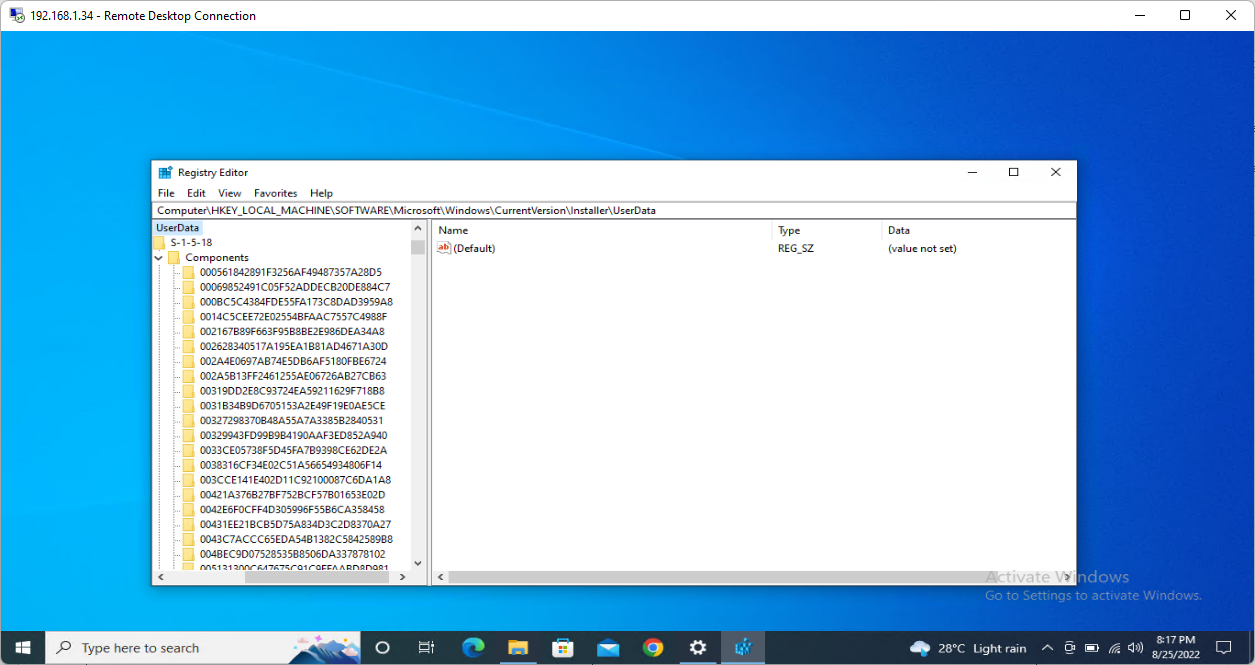 192.168.1.34 - Remote Desktop Connection
Registry Editor
File Edit View Favorites Help
Computer\HKEY_LOCAL_MACHINE\SOFTWARE\Microsoft\Windows\CurrentVersion\Installer\UserData
UserData
S-1-5-18
Components
000561842891F3256AF49487357A28D5
00069852491C05F52ADDECB20DE884C7
000BC5C4384FDE55FA173C8DAD3959A8
0014C5CEE72E02554BFAAC7557C4988F
002167B89F663F95B8BE2E986DEA34A8
002628340517A195EA1B81AD4671A30D
002A4E0697AB74E5DB6AF5180FBE6724
002A5B13FF2461255AE06726AB27CB63
00319DD2E8C93724EA59211629F718B8
0031B34B9D6705153A2E49F19E0AE5CE
00327298370B48A55A7A3385B2840531
00329943FD99B9B4190AAF3ED852A940
0033CE05738F5D45FA7B9398CE62DE2A
0038316CF34E02C51A56654934806F14
003CCE141E402D11C92100087C6DA1A8
00421A376B27BF752BCF57B01653E02D
0042E6F0CFF4D305996F55B6CA358458
00431EE21BCB5D75A834D3C2D8370A27
0043C7ACCC65EDA54B1382C5842589B8
004BEC9D07528535B8506DA337878102
Name Type Data
(Default) REG_SZ (value not set)
Activate Windows
Go to Settings to activate Windows.
Type here to search
28°C Light rain
8:17 PM
8/25/2022